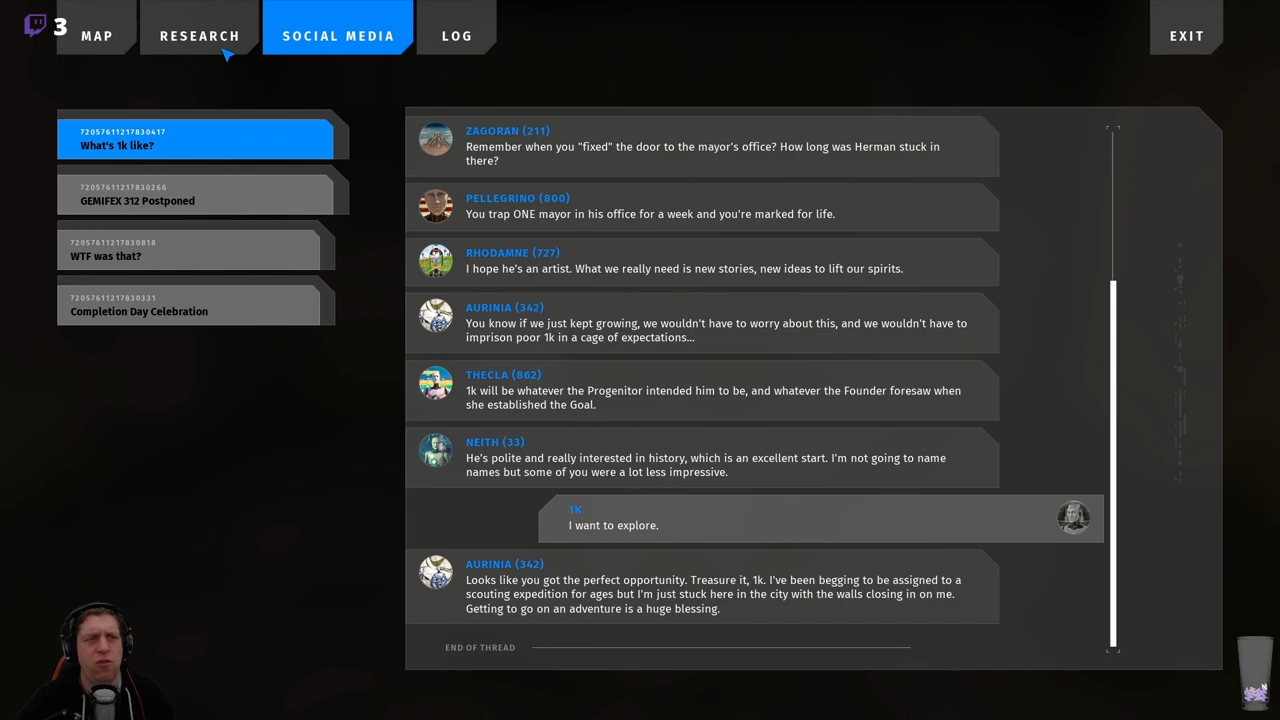 3
MAP
RESEARCH
SOCIAL MEDIA
LOG
EXIT
72057611217830417
What's 1k like?
72057611217830266
GEMIFEX 312 Postponed
72057611217830818
WTF was that?
72057611217830331
Completion Day Celebration
ZAGORAN (211)
Remember when you "fixed" the door to the mayor's office? How long was Herman stuck in
there?
PELLEGRINO (800)
You trap ONE mayor in his office for a week and you're marked for life.
RHODAMNE (727)
I hope he's an artist. What we really need is new stories, new ideas to lift our spirits.
AURINIA (342)
You know if we just kept growing, we wouldn't have to worry about this, and we wouldn't have to
imprison poor 1k in a cage of expectations...
THECLA (862)
1k will be whatever the Progenitor intended him to be, and whatever the Founder foresaw when
she established the Goal.
NEITH (33)
He's polite and really interested in history, which is an excellent start. I'm not going to name
names but some of you were a lot less impressive.
1K
I want to explore.
AURINIA (342)
Looks like you got the perfect opportunity. Treasure it, 1k. I've been begging to be assigned to a
scouting expedition for ages but I'm just stuck here in the city with the walls closing in on me.
Getting to go on an adventure is a huge blessing.
END OF THREAD